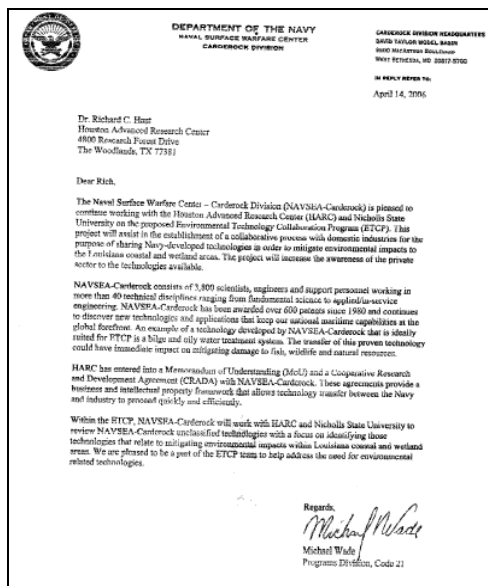 DEPARTMENT OF THE NAVY
NAVAL SURFACE WARFARE CENTER
CARDEROCK DIVISION
CARDEROCK DIVISION HEADQUARTERS
DAVID TAYLOR MODEL BASIN
9500 MACARTHUR BOULEVARD
WEST BETHESDA, MD 20817-5700
IN REPLY REFER TO:
April 14, 2006
Dr. Richard C. Haut
Houston Advanced Research Center
4800 Research Forest Drive
The Woodlands, TX 77381
Dear Rich,
The Naval Surface Warfare Center – Carderock Division (NAVSEA-Carderock) is pleased to
continue working with the Houston Advanced Research Center (HARC) and Nicholls State
University on the proposed Environmental Technology Collaboration Program (ETCP). This
project will assist in the establishment of a collaborative process with domestic industries for the
purpose of sharing Navy-developed technologies in order to mitigate environmental impacts to
the Louisiana coastal and wetland areas. The project will increase the awareness of the private
sector to the technologies available.
NAVSEA-Carderock consists of 3,800 scientists, engineers and support personnel working in
more than 40 technical disciplines ranging from fundamental science to applied/in-service
engineering. NAVSEA-Carderock has been awarded over 600 patents since 1980 and continues
to discover new technologies and applications that keep our national maritime capabilities at the
global forefront. An example of a technology developed by NAVSEA-Carderock that is ideally
suited for ETCP is a bilge and oily water treatment system. The transfer of this proven technology
could have immediate impact on mitigating damage to fish, wildlife and natural resources.
HARC has entered into a Memorandum of Understanding (MoU) and a Cooperative Research
and Development Agreement (CRADA) with NAVSEA-Carderock. These agreements provide a
business and intellectual property framework that allows technology transfer between the Navy
and industry to proceed quickly and efficiently.
Within the ETCP, NAVSEA-Carderock will work with HARC and Nicholls State University to
review NAVSEA-Carderock unclassified technologies with a focus on identifying those
technologies that relate to mitigating environmental impacts within Louisiana coastal and wetland
areas. We are pleased to be a part of the ETCP team to help address the need for environmental
related technologies.
Regards,
Michael Wade
Michael Wade
Programs Division, Code 21